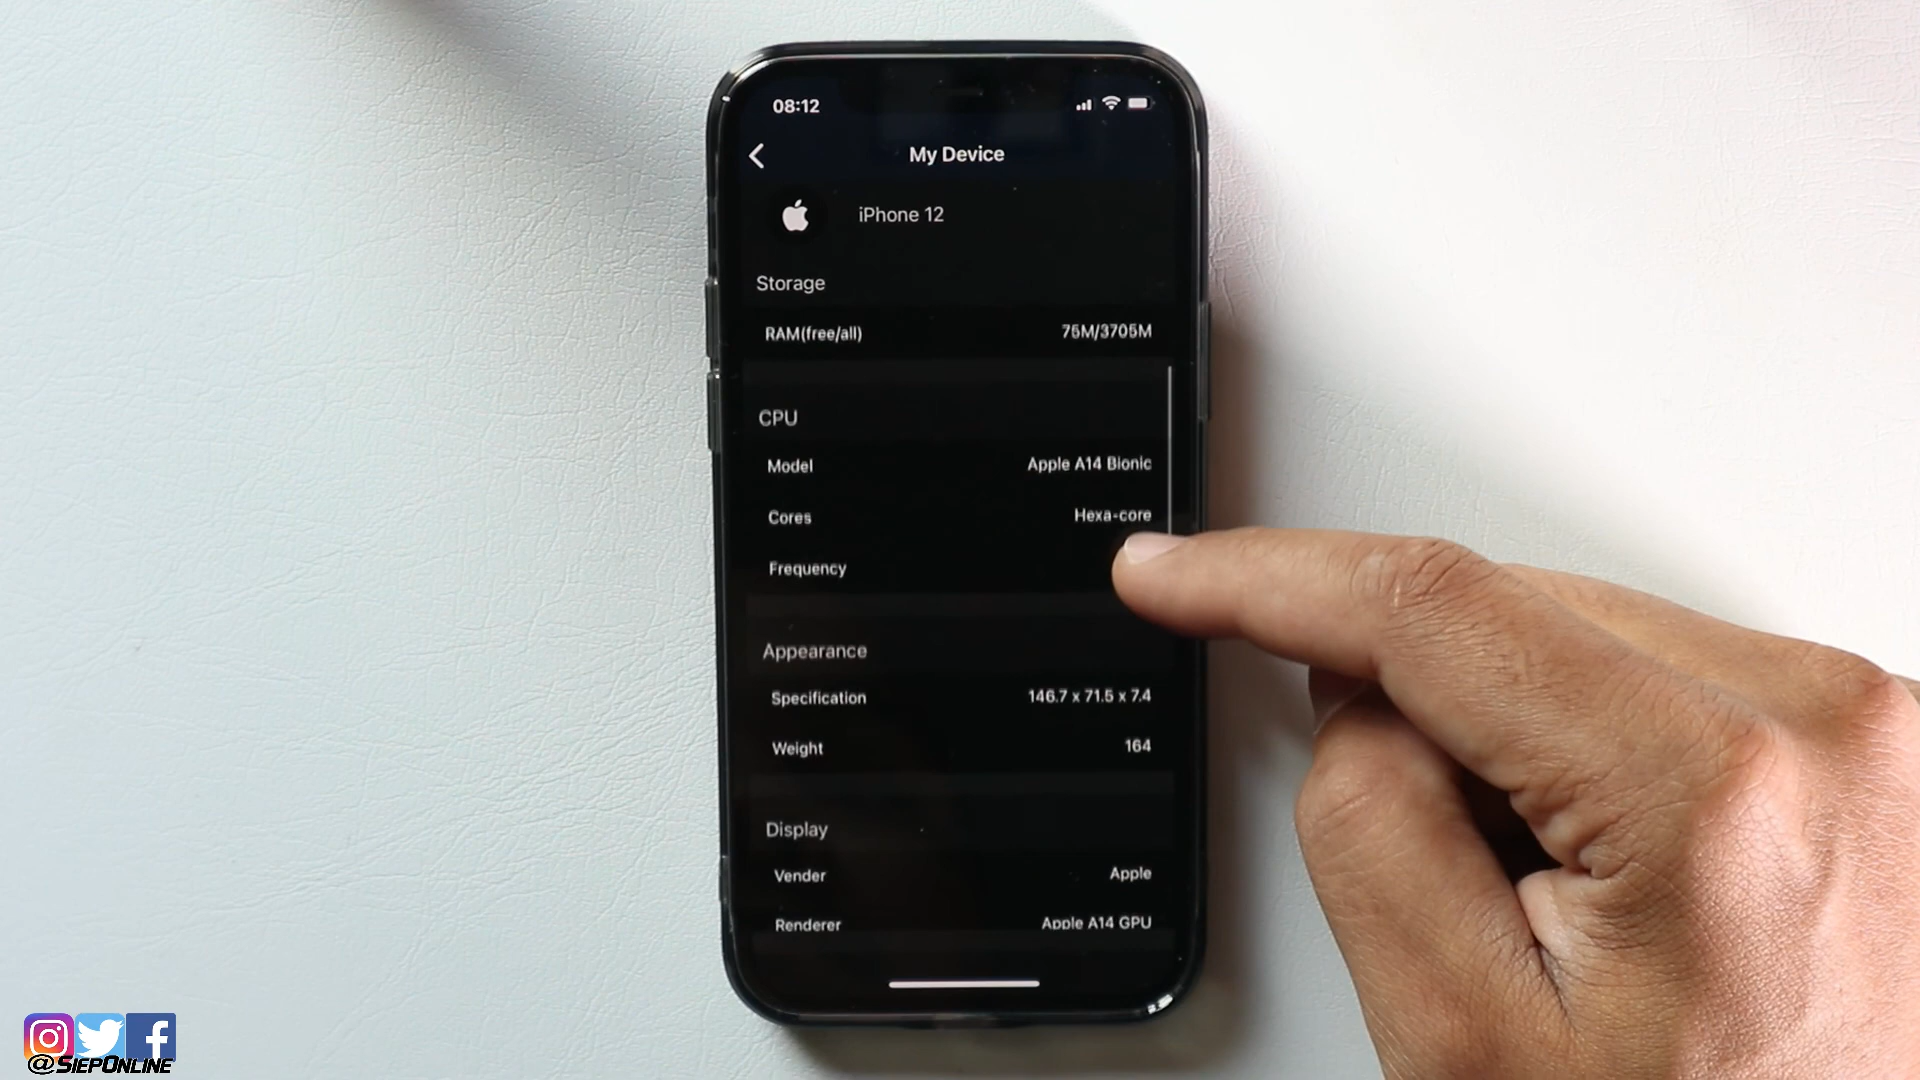 08:12
My Device
iPhone 12
Storage
RAM(free/all) 75M/3705M
CPU
Model Apple A14 Bionic
Cores Hexa-core
Frequency
Appearance
Specification 146.7 x 71.5 x 7.4
Weight 164
Display
Vender Apple
Renderer Apple A14 GPU
@SiepOnline